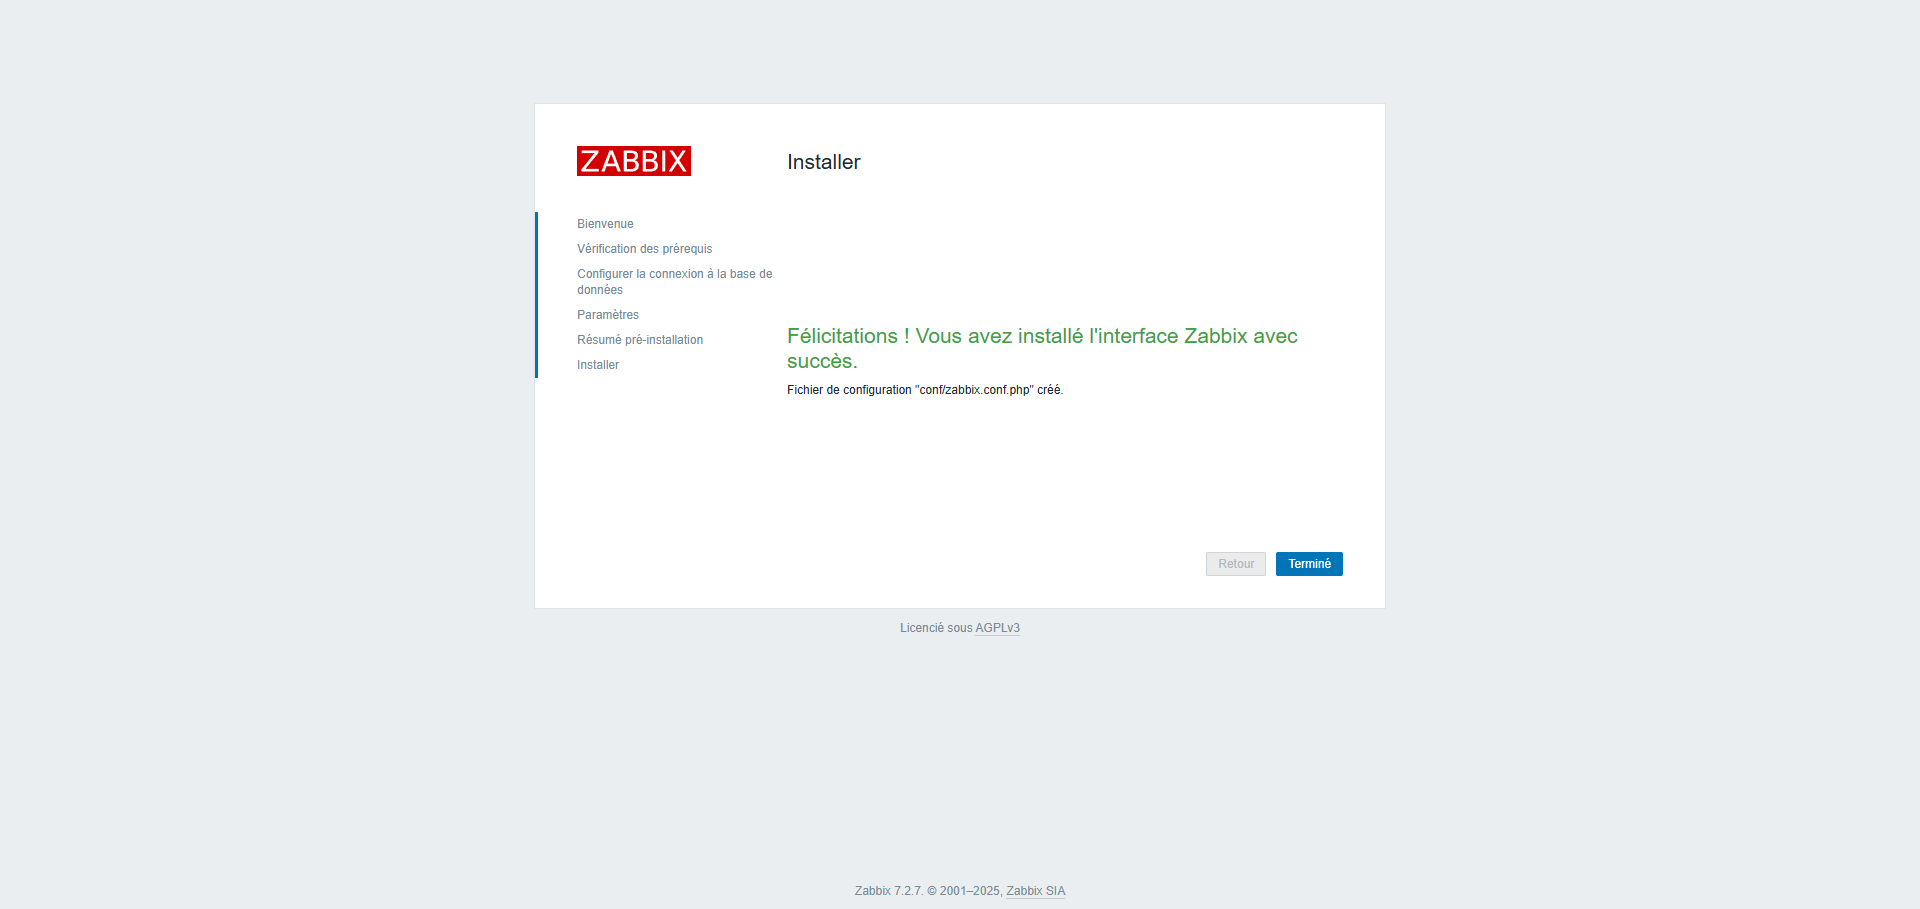 ZABBIX
Installer
Bienvenue
Vérification des prérequis
Configurer la connexion à la base de
données
Paramètres
Résumé pré-installation
Installer
Félicitations ! Vous avez installé l'interface Zabbix avec
succès.
Fichier de configuration "conf/zabbix.conf.php" créé.
Retour
Terminé
Licencié sous AGPLv3
Zabbix 7.2.7. © 2001–2025, Zabbix SIA